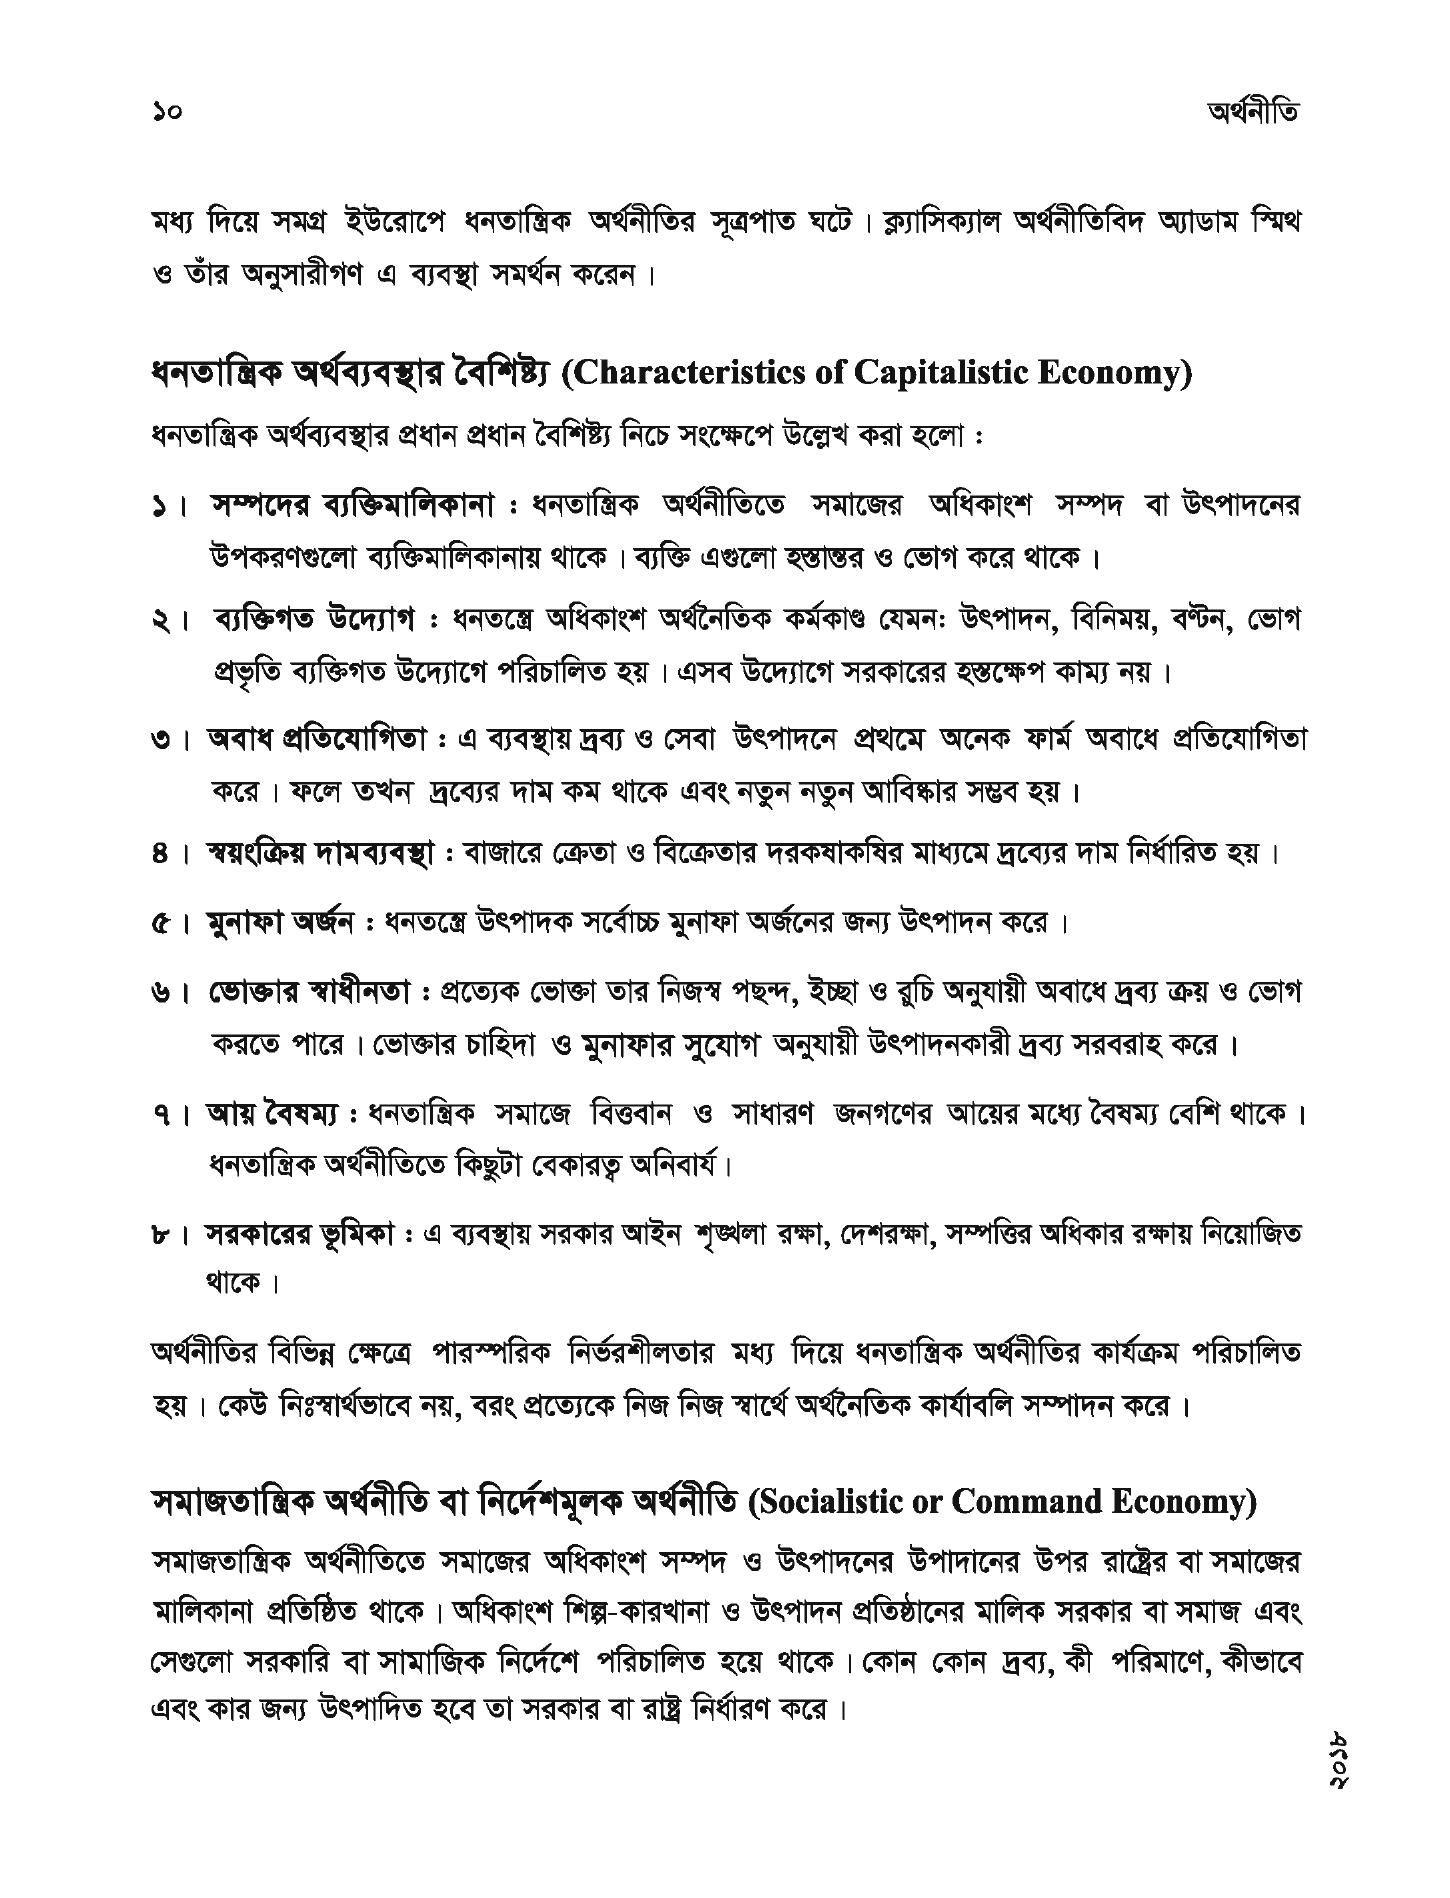 ১০ অর্থনীতি
মধ্য দিয়ে সমগ্র ইউরোপে ধনতান্ত্রিক অর্থনীতির সূত্রপাত ঘটে। ক্ল্যাসিক্যাল অর্থনীতিবিদ অ্যাডাম স্মিথ
ও তাঁর অনুসারীগণ এ ব্যবস্থা সমর্থন করেন।
ধনতান্ত্রিক অর্থব্যবস্থার বৈশিষ্ট্য (Characteristics of Capitalistic Economy)
ধনতান্ত্রিক অর্থব্যবস্থার প্রধান প্রধান বৈশিষ্ট্য নিচে সংক্ষেপে উল্লেখ করা হলো :
১। সম্পদের ব্যক্তিমালিকানা : ধনতান্ত্রিক অর্থনীতিতে সমাজের অধিকাংশ সম্পদ বা উৎপাদনের
উপকরণগুলো ব্যক্তিমালিকানায় থাকে। ব্যক্তি এগুলো হস্তান্তর ও ভোগ করে থাকে।
২। ব্যক্তিগত উদ্যোগ : ধনতন্ত্রে অধিকাংশ অর্থনৈতিক কর্মকাণ্ড যেমন: উৎপাদন, বিনিময়, বণ্টন, ভোগ
প্রভৃতি ব্যক্তিগত উদ্যোগে পরিচালিত হয়। এসব উদ্যোগে সরকারের হস্তক্ষেপ কাম্য নয়।
৩। অবাধ প্রতিযোগিতা : এ ব্যবস্থায় দ্রব্য ও সেবা উৎপাদনে প্রথমে অনেক ফার্ম অবাধে প্রতিযোগিতা
করে। ফলে তখন দ্রব্যের দাম কম থাকে এবং নতুন নতুন আবিষ্কার সম্ভব হয়।
৪। স্বয়ংক্রিয় দামব্যবস্থা : বাজারে ক্রেতা ও বিক্রেতার দরকষাকষির মাধ্যমে দ্রব্যের দাম নির্ধারিত হয়।
৫। মুনাফা অর্জন : ধনতন্ত্রে উৎপাদক সর্বোচ্চ মুনাফা অর্জনের জন্য উৎপাদন করে।
৬। ভোক্তার স্বাধীনতা : প্রত্যেক ভোক্তা তার নিজস্ব পছন্দ, ইচ্ছা ও রুচি অনুযায়ী অবাধে দ্রব্য ক্রয় ও ভোগ
করতে পারে। ভোক্তার চাহিদা ও মুনাফার সুযোগ অনুযায়ী উৎপাদনকারী দ্রব্য সরবরাহ করে।
৭। আয় বৈষম্য : ধনতান্ত্রিক সমাজে বিত্তবান ও সাধারণ জনগণের আয়ের মধ্যে বৈষম্য বেশি থাকে।
ধনতান্ত্রিক অর্থনীতিতে কিছুটা বেকারত্ব অনিবার্য।
৮। সরকারের ভূমিকা : এ ব্যবস্থায় সরকার আইন শৃঙ্খলা রক্ষা, দেশরক্ষা, সম্পত্তির অধিকার রক্ষায় নিয়োজিত
থাকে।
অর্থনীতির বিভিন্ন ক্ষেত্রে পারস্পরিক নির্ভরশীলতার মধ্য দিয়ে ধনতান্ত্রিক অর্থনীতির কার্যক্রম পরিচালিত
হয়। কেউ নিঃস্বার্থভাবে নয়, বরং প্রত্যেকে নিজ নিজ স্বার্থে অর্থনৈতিক কার্যাবলি সম্পাদন করে।
সমাজতান্ত্রিক অর্থনীতি বা নির্দেশমূলক অর্থনীতি (Socialistic or Command Economy)
সমাজতান্ত্রিক অর্থনীতিতে সমাজের অধিকাংশ সম্পদ ও উৎপাদনের উপাদানের উপর রাষ্ট্রের বা সমাজের
মালিকানা প্রতিষ্ঠিত থাকে। অধিকাংশ শিল্প-কারখানা ও উৎপাদন প্রতিষ্ঠানের মালিক সরকার বা সমাজ এবং
সেগুলো সরকারি বা সামাজিক নির্দেশে পরিচালিত হয়ে থাকে। কোন কোন দ্রব্য, কী পরিমাণে, কীভাবে
এবং কার জন্য উৎপাদিত হবে তা সরকার বা রাষ্ট্র নির্ধারণ করে।
২০১৮